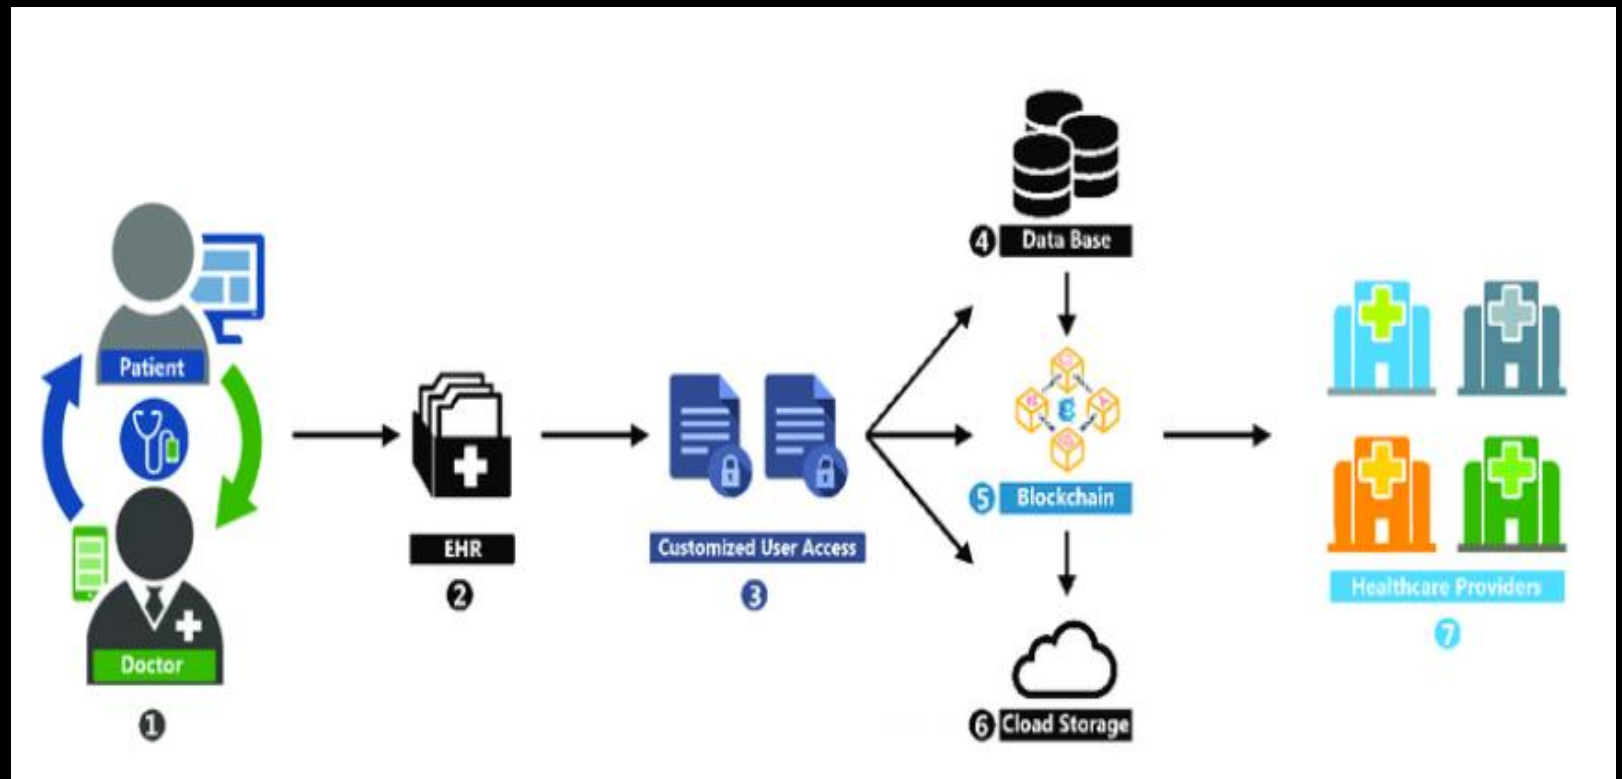 Patient
Doctor
1
EHR
2
Customized User Access
3
4 Data Base
5 Blockchain
6 Cload Storage
Healthcare Providers
7